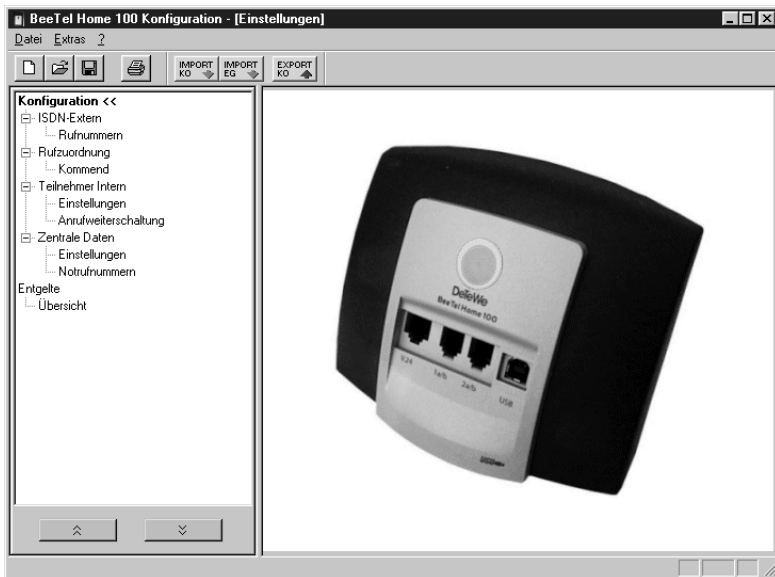 BeeTel Home 100 Konfiguration - [Einstellungen]
Datei Extras ?
IMPORT KO
IMPORT EG
EXPORT KO
Konfiguration <<
ISDN-Extern
Rufnummern
Rufzuordnung
Kommend
Teilnehmer Intern
Einstellungen
Anrufweiterschaltung
Zentrale Daten
Einstellungen
Notrufnummern
Entgelte
Übersicht
DeTeWe
BeeTel Home 100
V.24 1a/b 2a/b USB